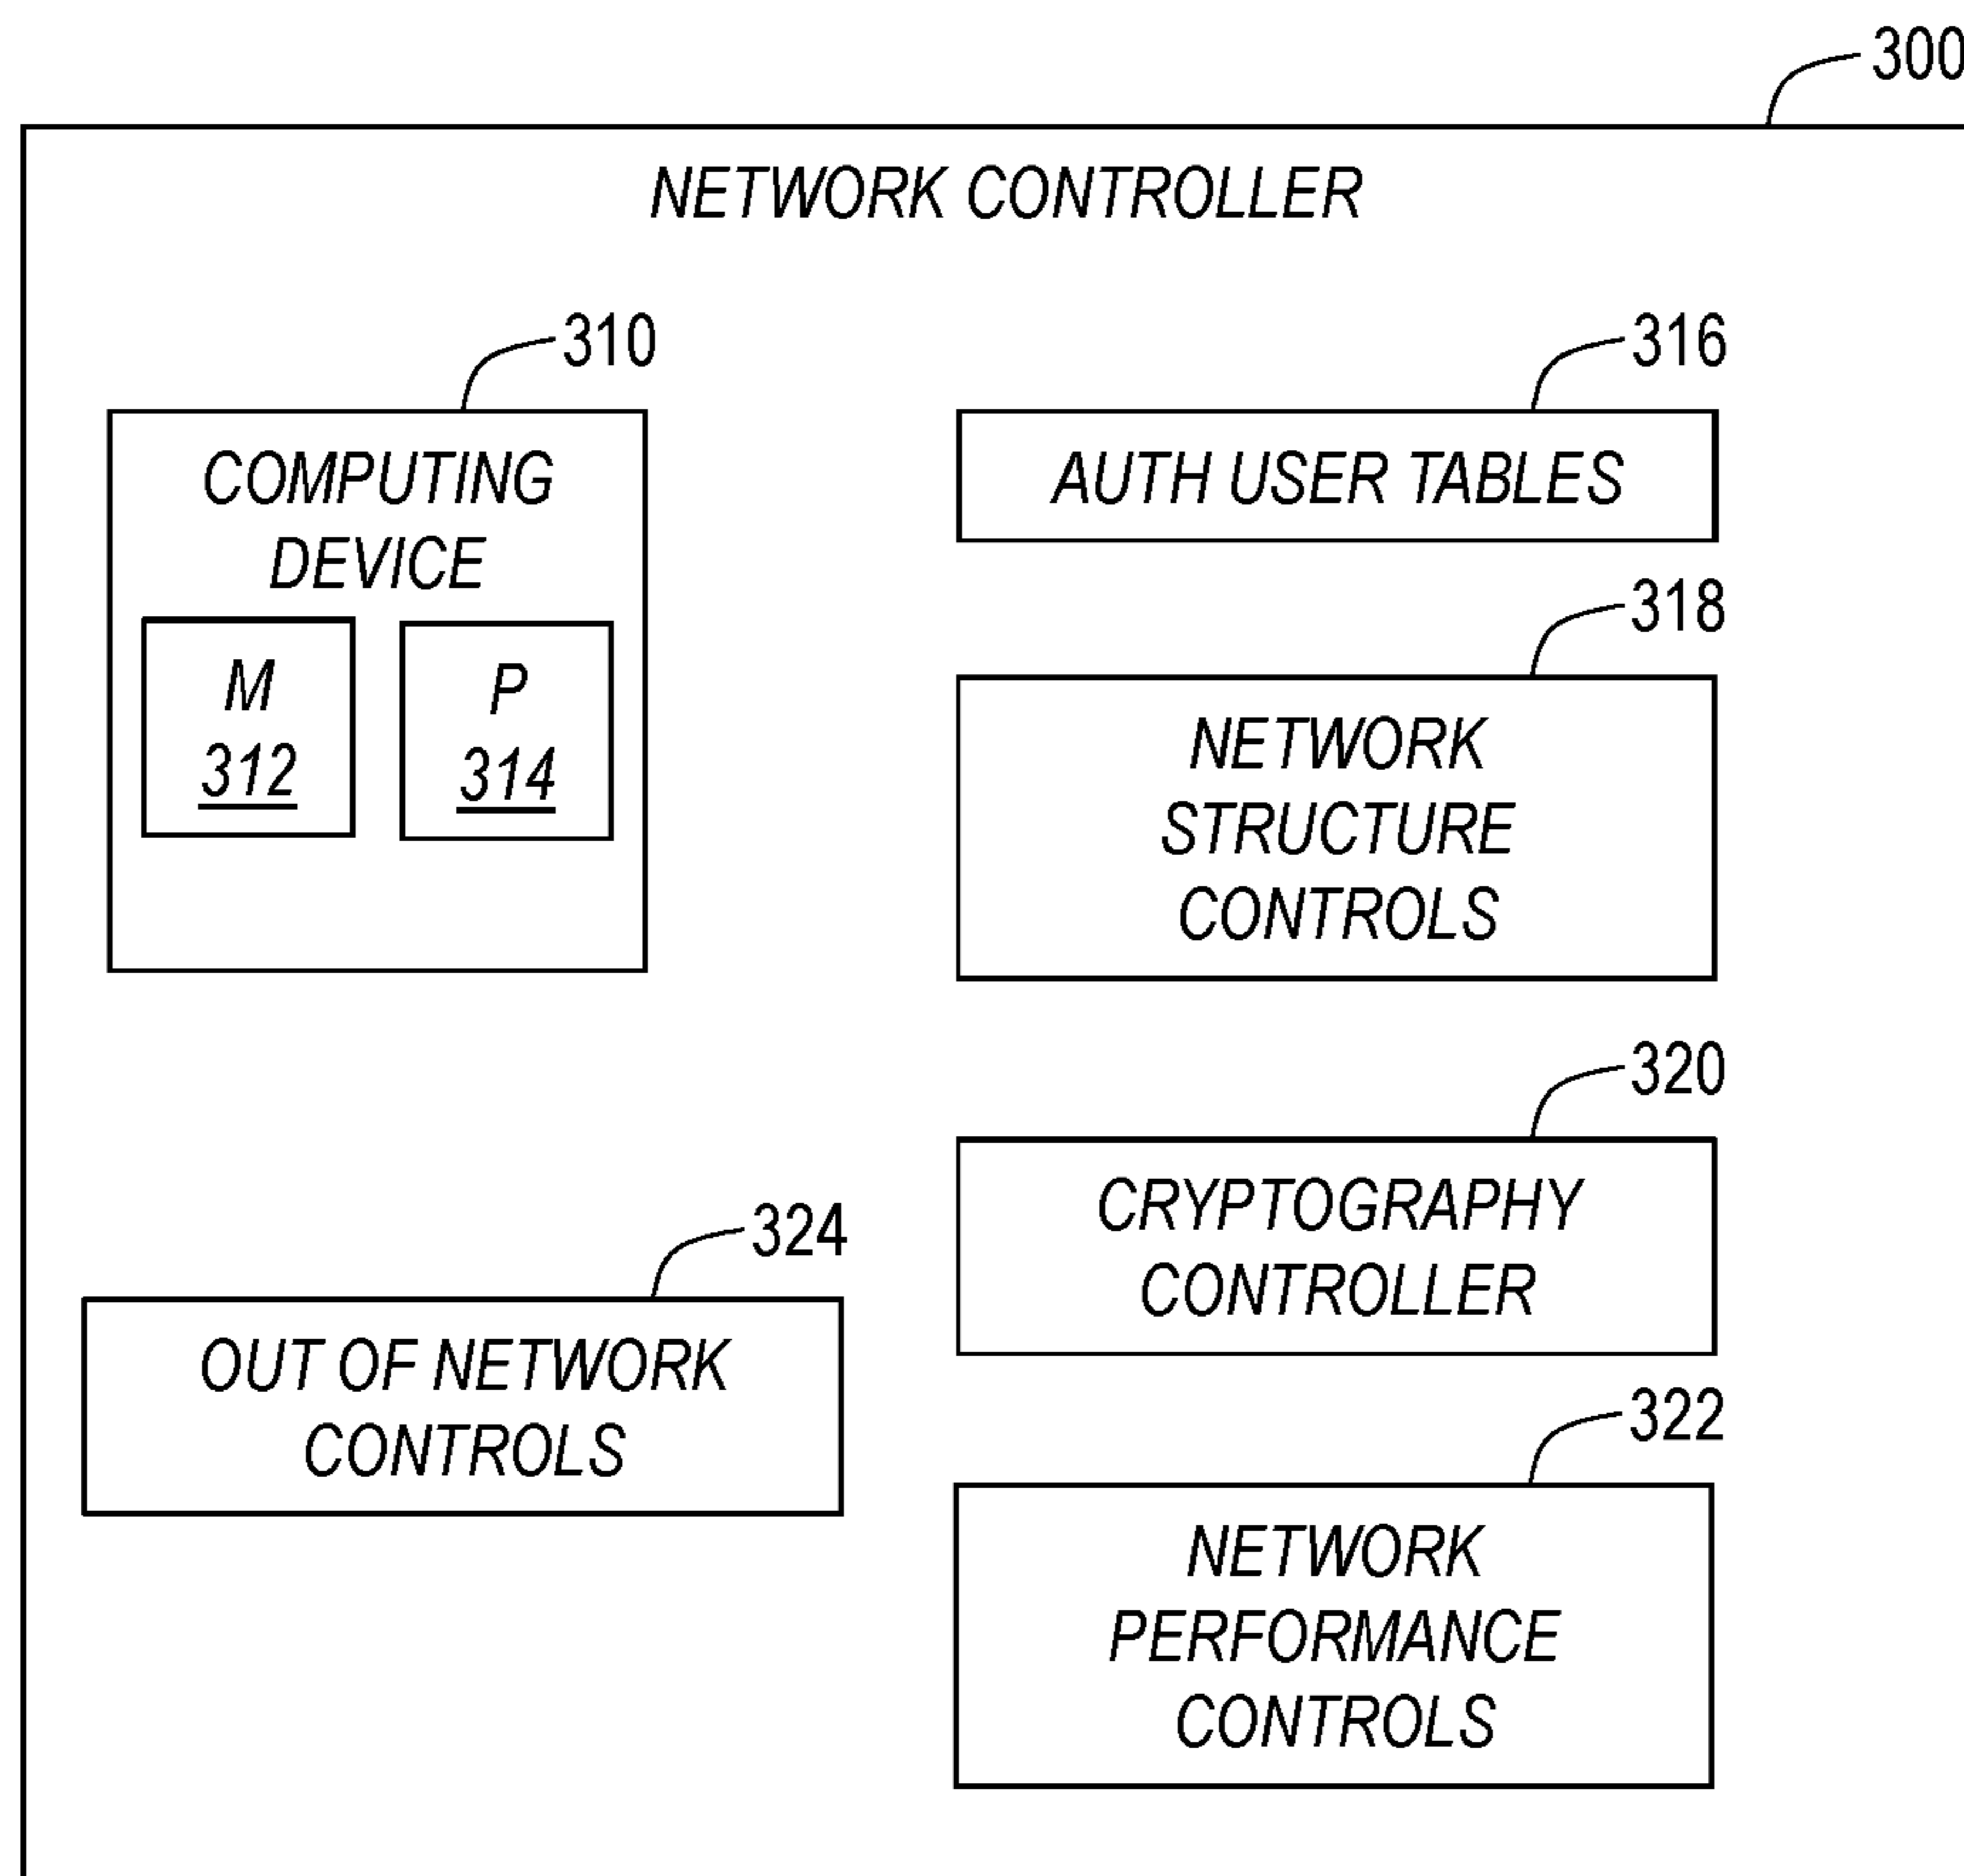 300
NETWORK CONTROLLER
310
COMPUTING
DEVICE
M
312
P
314
316
AUTH USER TABLES
318
NETWORK
STRUCTURE
CONTROLS
320
CRYPTOGRAPHY
CONTROLLER
324
OUT OF NETWORK
CONTROLS
322
NETWORK
PERFORMANCE
CONTROLS